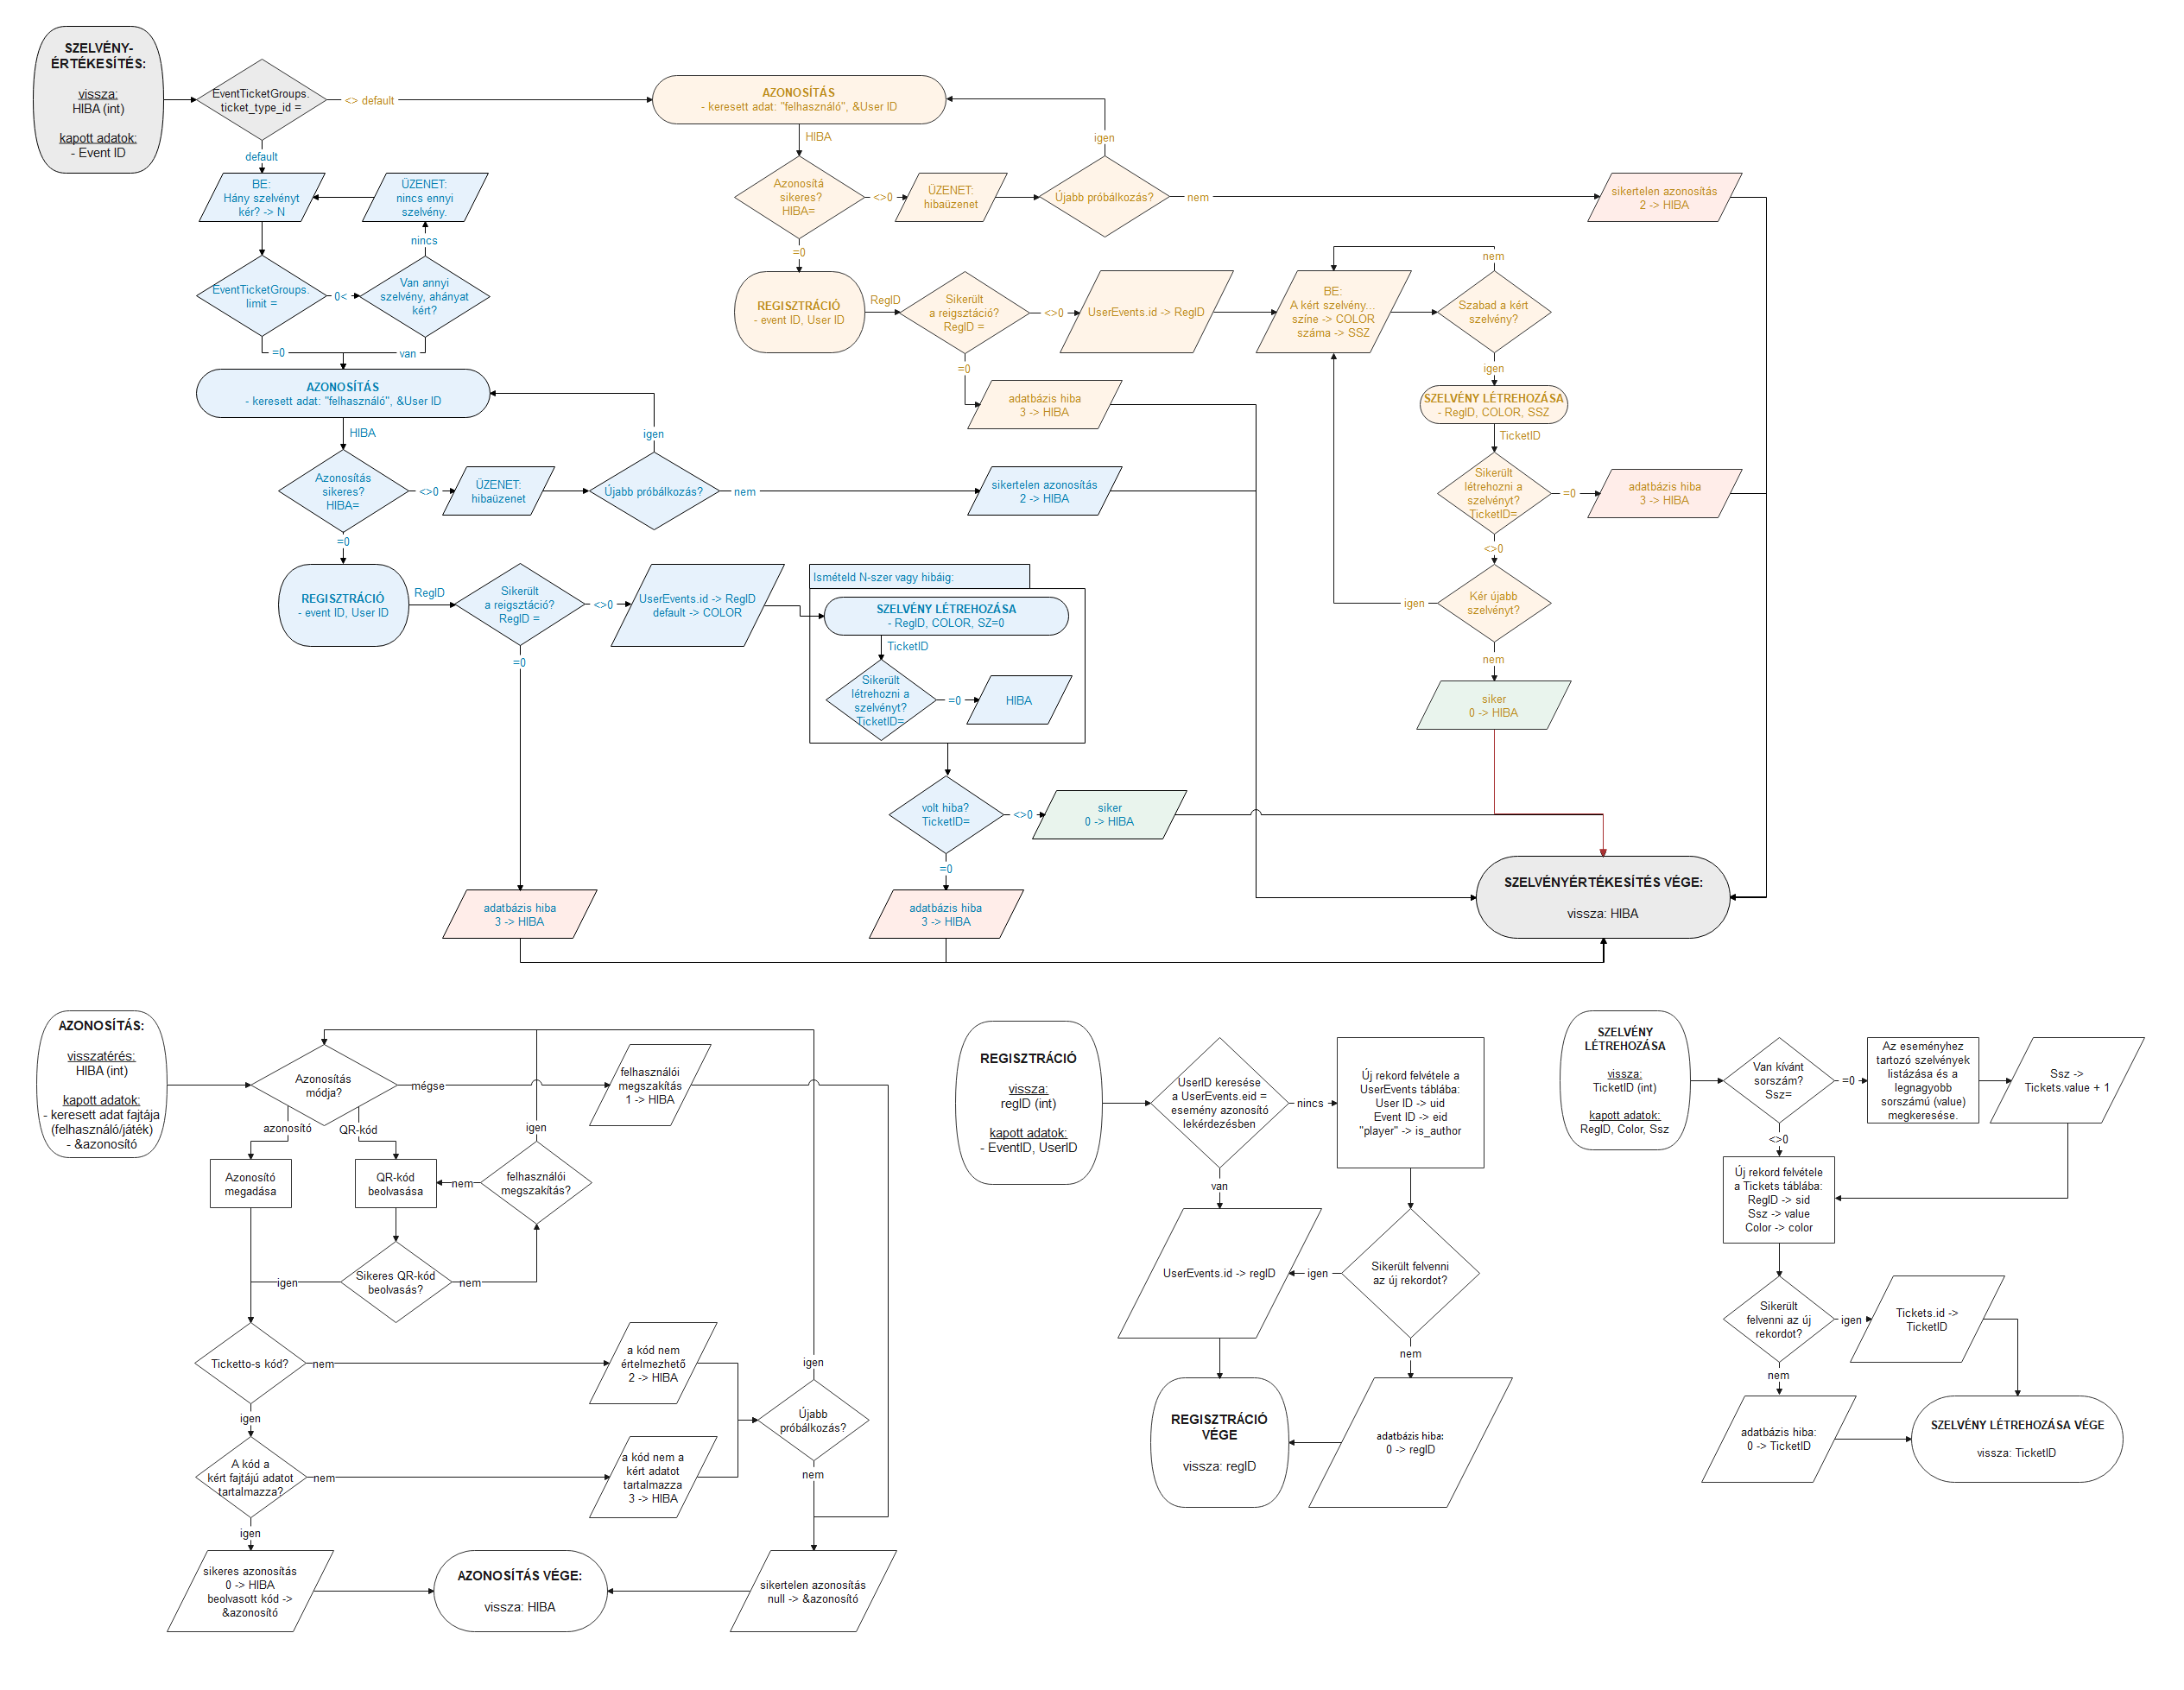 SZELVÉNY-
ÉRTÉKESÍTÉS:
vissza:
HIBA (int)
kapott adatok:
- Event ID
EventTicketGroups.
ticket_type_id =
<> default
default
AZONOSÍTÁS
- keresett adat: "felhasználó", &User ID
HIBA
igen
BE:
Hány szelvényt
kér? -> N
ÜZENET:
nincs ennyi
szelvény.
nincs
Azonosítá
sikeres?
HIBA=
<>0
ÜZENET:
hibaüzenet
Újabb próbálkozás?
nem
sikertelen azonosítás
2 -> HIBA
=0
EventTicketGroups.
limit =
0<
Van annyi
szelvény, ahányat
kért?
=0
van
REGISZTRÁCIÓ
- event ID, User ID
RegID
Sikerült
a reigsztáció?
RegID =
<>0
UserEvents.id -> RegID
BE:
A kért szelvény...
színe -> COLOR
száma -> SSZ
nem
Szabad a kért
szelvény?
igen
=0
adatbázis hiba
3 -> HIBA
SZELVÉNY LÉTREHOZÁSA
- RegID, COLOR, SSZ
TicketID
Sikerült
létrehozni a
szelvényt?
TicketID=
=0
adatbázis hiba
3 -> HIBA
<>0
Kér újabb
szelvényt?
igen
nem
siker
0 -> HIBA
AZONOSÍTÁS
- keresett adat: "felhasználó", &User ID
HIBA
igen
Azonosítás
sikeres?
HIBA=
<>0
ÜZENET:
hibaüzenet
Újabb próbálkozás?
nem
sikertelen azonosítás
2 -> HIBA
=0
REGISZTRÁCIÓ
- event ID, User ID
RegID
Sikerült
a reigsztáció?
RegID =
<>0
UserEvents.id -> RegID
default -> COLOR
=0
Ismételd N-szer vagy hibáig:
SZELVÉNY LÉTREHOZÁSA
- RegID, COLOR, SZ=0
TicketID
Sikerült
létrehozni a
szelvényt?
TicketID=
=0
HIBA
volt hiba?
TicketID=
<>0
siker
0 -> HIBA
=0
adatbázis hiba
3 -> HIBA
adatbázis hiba
3 -> HIBA
SZELVÉNYÉRTÉKESÍTÉS VÉGE:
vissza: HIBA
AZONOSÍTÁS:
visszatérés:
HIBA (int)
kapott adatok:
- keresett adat fajtája
(felhasználó/játék)
- &azonosító
Azonosítás
módja?
mégse
felhasználói
megszakítás
1 -> HIBA
azonosító
QR-kód
igen
Azonosító
megadása
QR-kód
beolvasása
nem
felhasználói
megszakítás?
igen
Sikeres QR-kód
beolvasás?
nem
Ticketto-s kód?
nem
a kód nem
értelmezhető
2 -> HIBA
igen
igen
Újabb
próbálkozás?
A kód a
kért fajtájú adatot
tartalmazza?
nem
a kód nem a
kért adatot
tartalmazza
3 -> HIBA
nem
igen
sikeres azonosítás
0 -> HIBA
beolvasott kód ->
&azonosító
AZONOSÍTÁS VÉGE:
vissza: HIBA
sikertelen azonosítás
null -> &azonosító
REGISZTRÁCIÓ
vissza:
regID (int)
kapott adatok:
- EventID, UserID
UserID keresése
a UserEvents.eid =
esemény azonosító
lekérdezésben
nincs
Új rekord felvétele a
UserEvents táblába:
User ID -> uid
Event ID -> eid
"player" -> is_author
van
UserEvents.id -> regID
igen
Sikerült felvenni
az új rekordot?
nem
REGISZTRÁCIÓ
VÉGE
vissza: regID
adatbázis hiba:
0 -> regID
SZELVÉNY
LÉTREHOZÁSA
vissza:
TicketID (int)
kapott adatok:
RegID, Color, Ssz
Van kívánt
sorszám?
Ssz=
=0
Az eseményhez
tartozó szelvények
listázása és a
legnagyobb
sorszámú (value)
megkeresése.
Ssz ->
Tickets.value + 1
<>0
Új rekord felvétele
a Tickets táblába:
RegID -> sid
Ssz -> value
Color -> color
Sikerült
felvenni az új
rekordot?
igen
Tickets.id ->
TicketID
nem
adatbázis hiba:
0 -> TicketID
SZELVÉNY LÉTREHOZÁSA VÉGE
vissza: TicketID